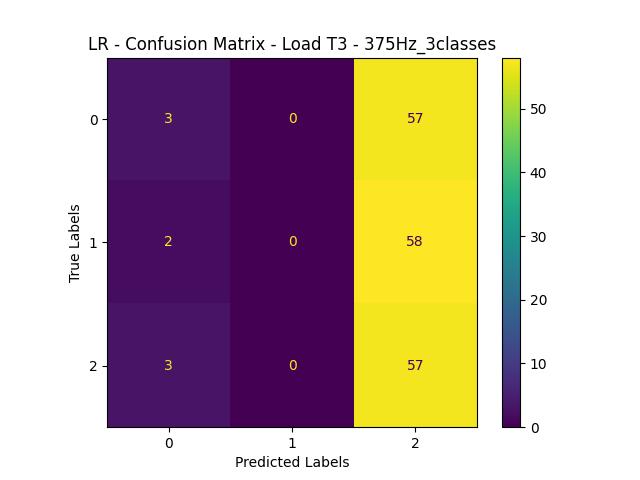 LR - Confusion Matrix - Load T3 - 375Hz_3classes
True Labels
0 3 0 57
1 2 0 58
2 3 0 57
0 1 2
Predicted Labels
50
40
30
20
10
0